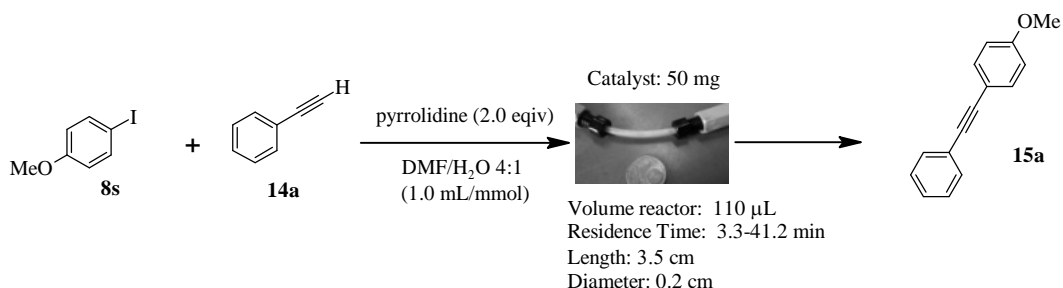 OMe
H
Catalyst: 50 mg
I
pyrrolidine (2.0 eqiv)
+
MeO
8s
14a
DMF/H2O 4:1
(1.0 mL/mmol)
15a
Volume reactor: 110 μL
Residence Time: 3.3-41.2 min
Length: 3.5 cm
Diameter: 0.2 cm